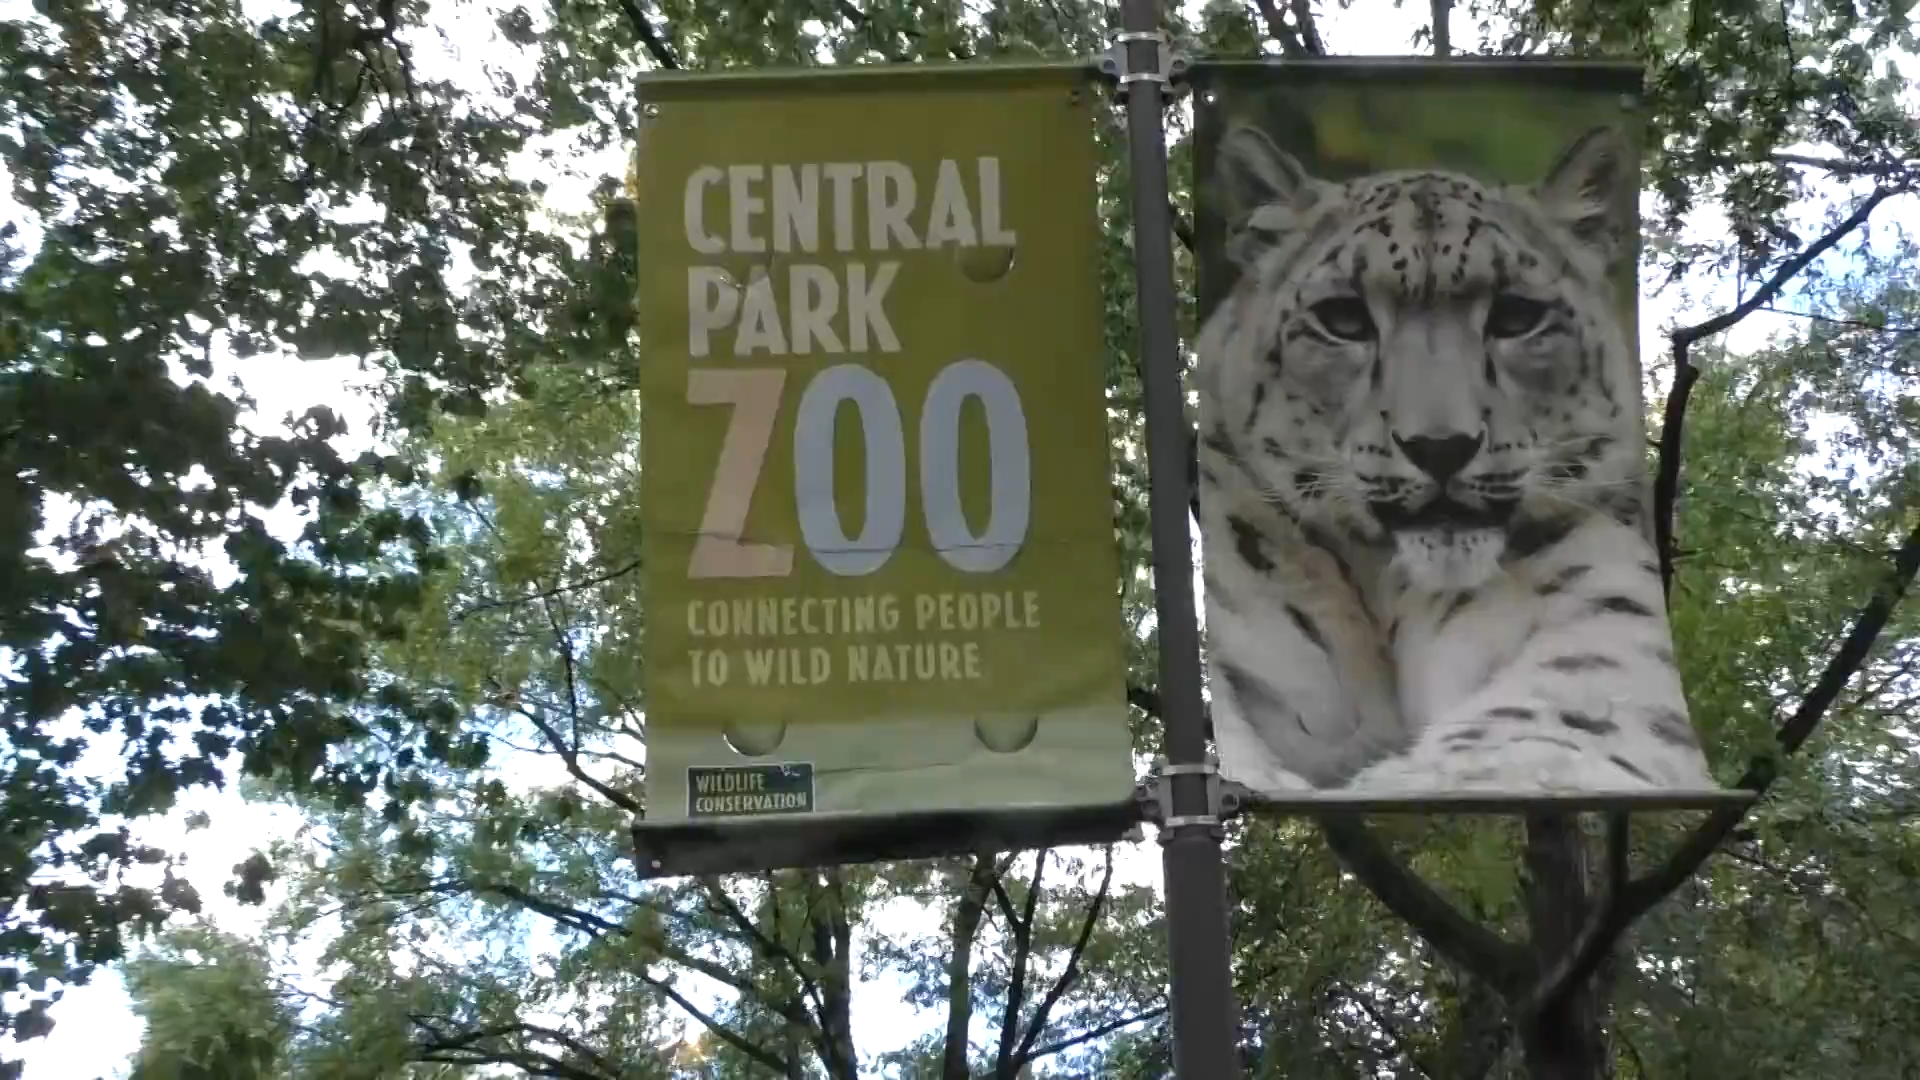 CENTRAL
PARK
ZOO
CONNECTING PEOPLE
TO WILD NATURE
WILDLIFE
CONSERVATION